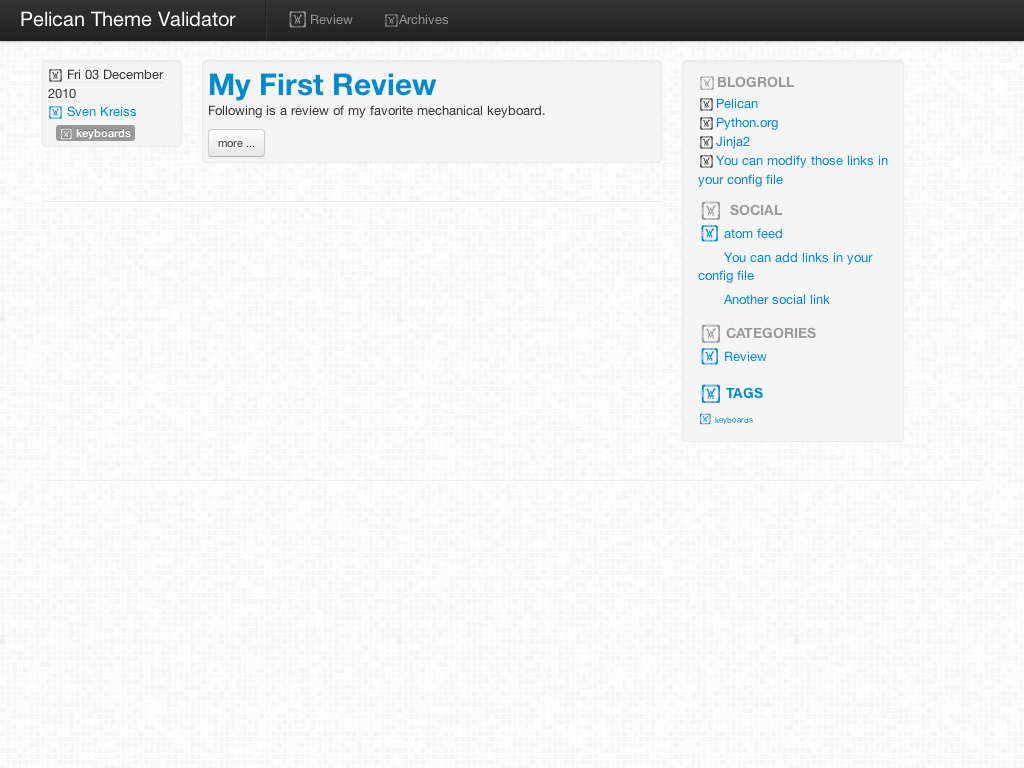 Pelican Theme Validator
Review
Archives
Fri 03 December
2010
Sven Kreiss
keyboards
My First Review
Following is a review of my favorite mechanical keyboard.
more ...
BLOGROLL
Pelican
Python.org
Jinja2
You can modify those links in
your config file
SOCIAL
atom feed
You can add links in your
config file
Another social link
CATEGORIES
Review
TAGS
keyboards